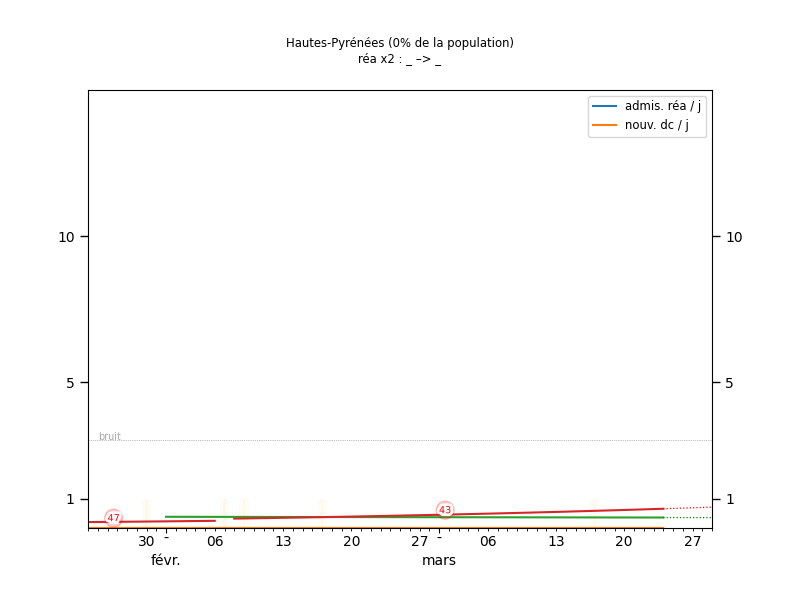 Hautes-Pyrénées (0% de la population)
réa x2 : _ –> _
admis. réa / j
nouv. dc / j
10 10
5 5
bruit
1 1
47 43
30 06 13 20 27 06 13 20 27
févr. mars